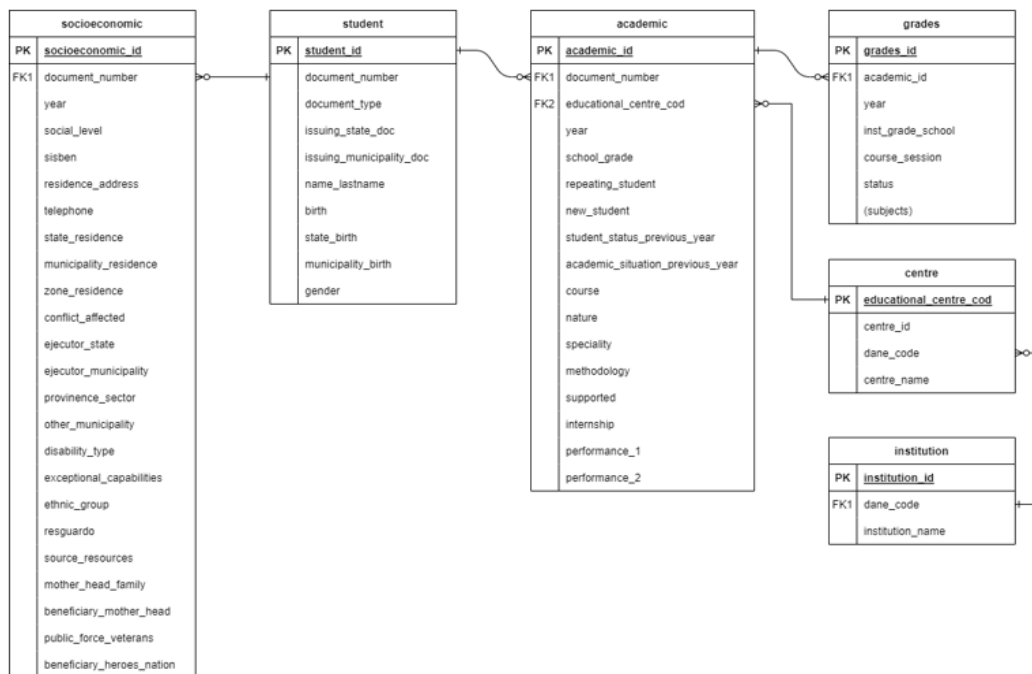 socioeconomic
PK socioeconomic_id
FK1 document_number
year
social_level
sisben
residence_address
telephone
state_residence
municipality_residence
zone_residence
conflict_affected
ejecutor_state
ejecutor_municipality
provinence_sector
other_municipality
disability_type
exceptional_capabilities
ethnic_group
resguardo
source_resources
mother_head_family
beneficiary_mother_head
public_force_veterans
beneficiary_heroes_nation
student
PK student_id
document_number
document_type
issuing_state_doc
issuing_municipality_doc
name_lastname
birth
state_birth
municipality_birth
gender
academic
PK academic_id
FK1 document_number
FK2 educational_centre_cod
year
school_grade
repeating_student
new_student
student_status_previous_year
academic_situation_previous_year
course
nature
speciality
methodology
supported
internship
performance_1
performance_2
grades
PK grades_id
FK1 academic_id
year
inst_grade_school
course_session
status
(subjects)
centre
PK educational_centre_cod
centre_id
dane_code
centre_name
institution
PK institution_id
FK1 dane_code
institution_name